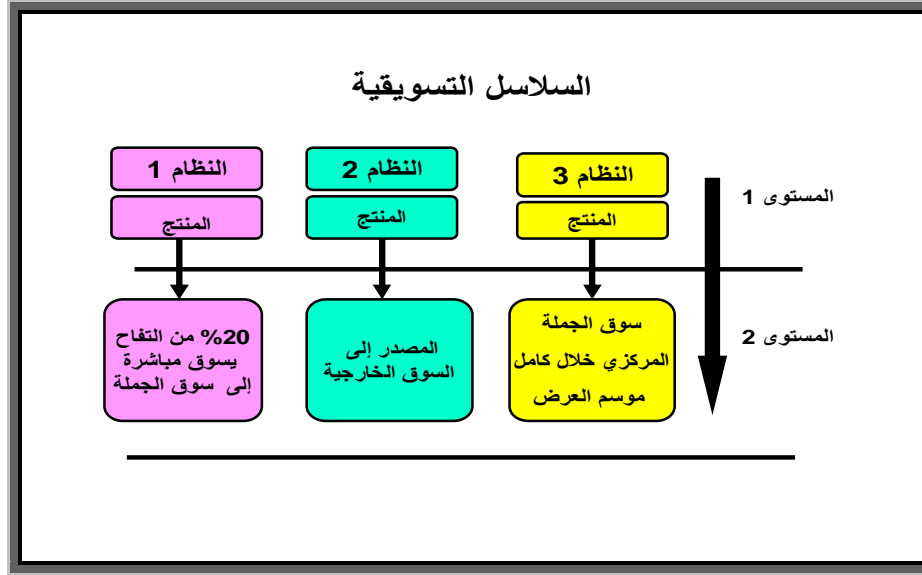 السلاسل التسويقية
النظام 1
المنتج
20% من التفاح
يسوق مباشرة
إلى سوق الجملة
النظام 2
المنتج
المصدر إلى
السوق الخارجية
النظام 3
المنتج
سوق الجملة
المركزي خلال كامل
موسم العرض
المستوى 1
المستوى 2